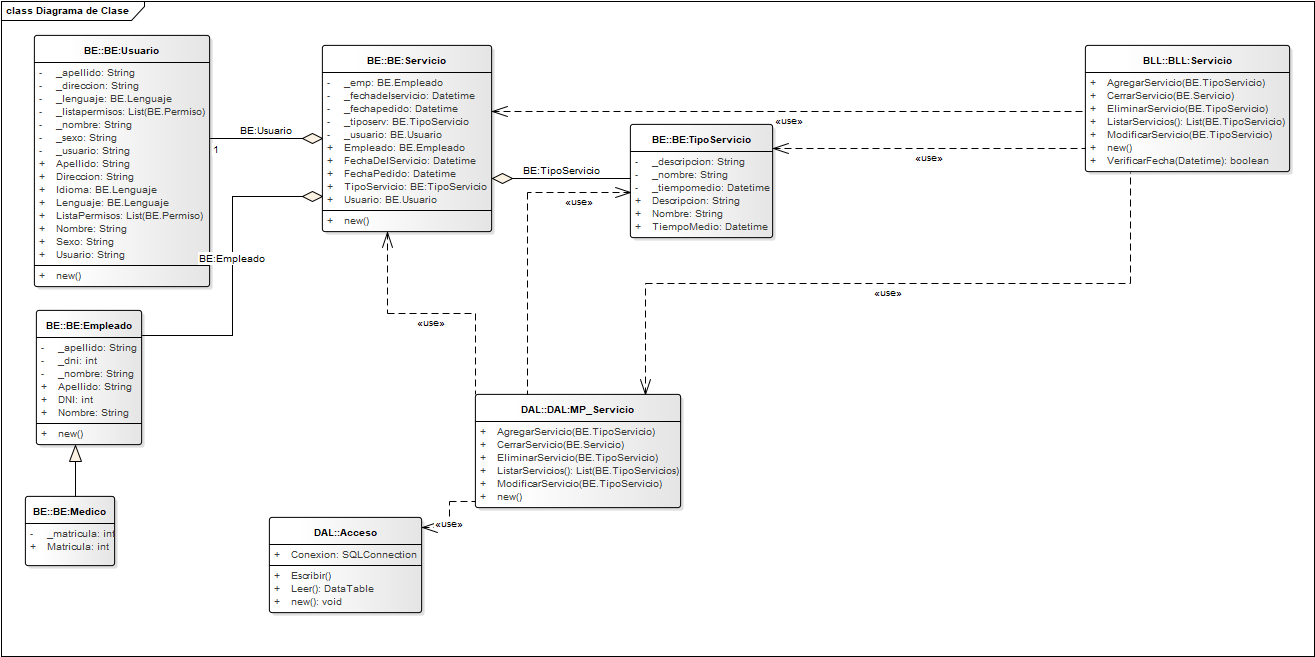 class Diagrama de Clase
BE::BE:Usuario
- _apellido: String
- _direccion: String
- _lenguaje: BE.Lenguaje
- _listapermisos: List(BE.Permiso)
- _nombre: String
- _sexo: String
- _usuario: String
+ Apellido: String
+ Direccion: String
+ Idioma: BE.Lenguaje
+ Lenguaje: BE.Lenguaje
+ ListaPermisos: List(BE.Permiso)
+ Nombre: String
+ Sexo: String
+ Usuario: String
+ new()
BE:Usuario
1
BE:Empleado
BE::BE:Servicio
- _emp: BE.Empleado
- _fechadelservicio: Datetime
- _fechapedido: Datetime
- _tiposerv: BE.TipoServicio
- _usuario: BE.Usuario
+ Empleado: BE.Empleado
+ FechaDelServicio: Datetime
+ FechaPedido: Datetime
+ TipoServicio: BE:TipoServicio
+ Usuario: BE.Usuario
+ new()
BE:TipoServicio
«use»
BE::BE:TipoServicio
- _descripcion: String
- _nombre: String
- _tiempomedio: Datetime
+ Descripcion: String
+ Nombre: String
+ TiempoMedio: Datetime
«use»
«use»
BLL::BLL:Servicio
+ AgregarServicio(BE.TipoServicio)
+ CerrarServicio(BE.Servicio)
+ EliminarServicio(BE.TipoServicio)
+ ListarServicios(): List(BE.TipoServicio)
+ ModificarServicio(BE.TipoServicio)
+ new()
+ VerificarFecha(Datetime): boolean
«use»
«use»
BE::BE:Empleado
- _apellido: String
- _dni: int
- _nombre: String
+ Apellido: String
+ DNI: int
+ Nombre: String
+ new()
DAL::DAL:MP_Servicio
+ AgregarServicio(BE.TipoServicio)
+ CerrarServicio(BE.Servicio)
+ EliminarServicio(BE.TipoServicio)
+ ListarServicios(): List(BE.TipoServicios)
+ ModificarServicio(BE.TipoServicio)
+ new()
BE::BE:Medico
- _matricula: int
+ Matricula: int
«use»
DAL::Acceso
+ Conexion: SQLConnection
+ Escribir()
+ Leer(): DataTable
+ new(): void